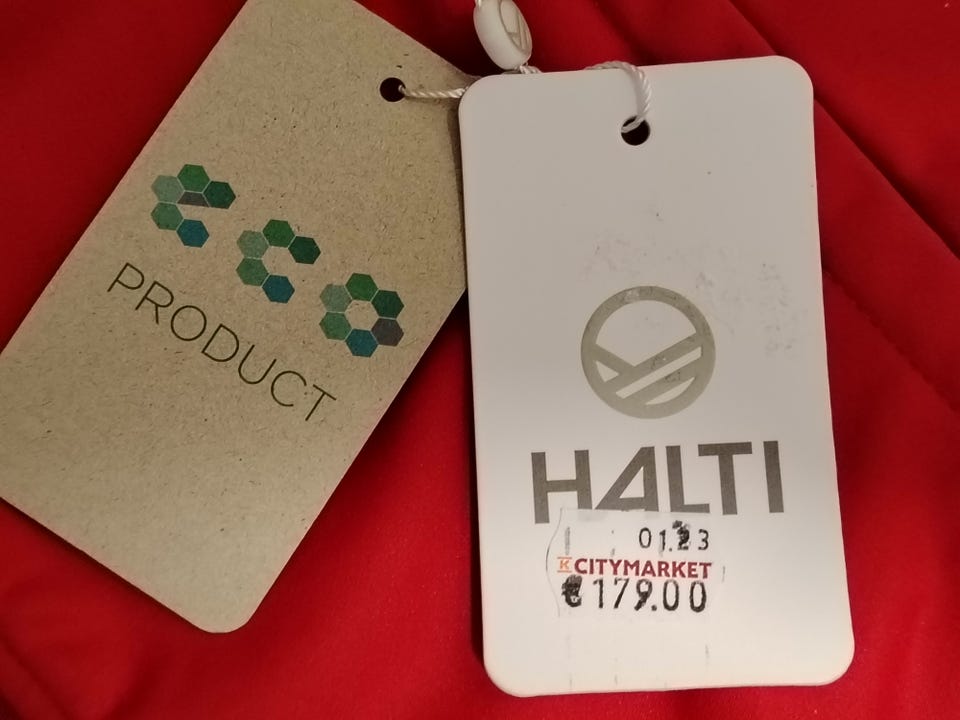 eco
PRODUCT
HALTI
01.23
K CITYMARKET
€179.00